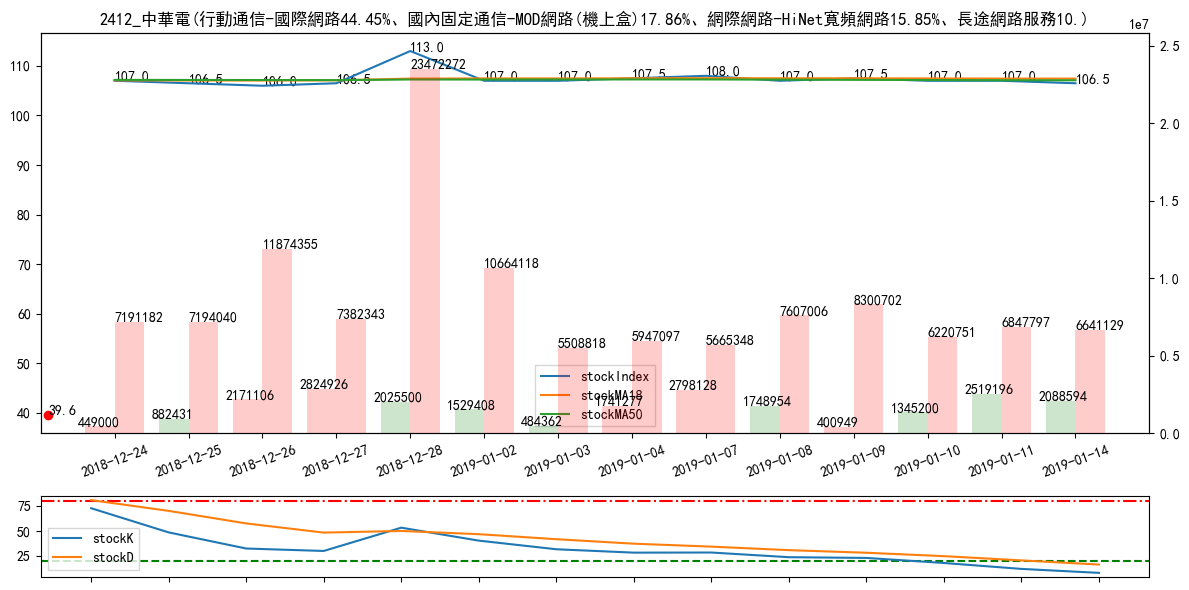 2412_中華電(行動通信-國際網路44.45%、國內固定通信-MOD網路(機上盒)17.86%、網際網路-HiNet寬頻網路15.85%、長途網路服務10.)
1e7
113.0
107.0 106.5 106.0 106.5 107.0 107.0 107.5 108.0 107.0 107.5 107.0 107.0 106.5
23472272
11874355
10664118
7191182 7194040 7382343 5508818 5947097 5665348 7607006 8300702 6220751 6847797 6641129
449000 882431 2171106 2824926 2025500 1529408 484362 1741277 2798128 1748954 400949 1345200 2519196 2088594
39.6
110
100
90
80
70
60
50
40
2.5
2.0
1.5
1.0
0.5
0.0
stockIndex
stockMA18
stockMA50
2018-12-24 2018-12-25 2018-12-26 2018-12-27 2018-12-28 2019-01-02 2019-01-03 2019-01-04 2019-01-07 2019-01-08 2019-01-09 2019-01-10 2019-01-11 2019-01-14
75
50
25
stockK
stockD